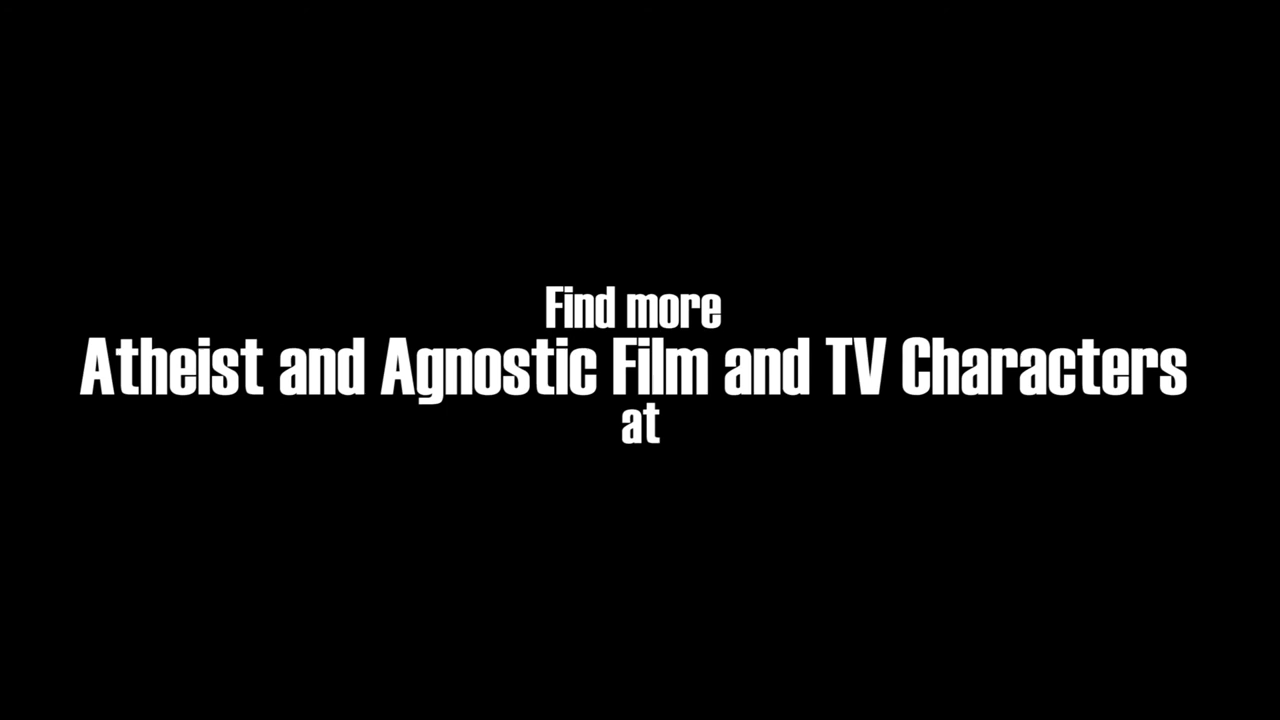 Find more
Atheist and Agnostic Film and TV Characters
at